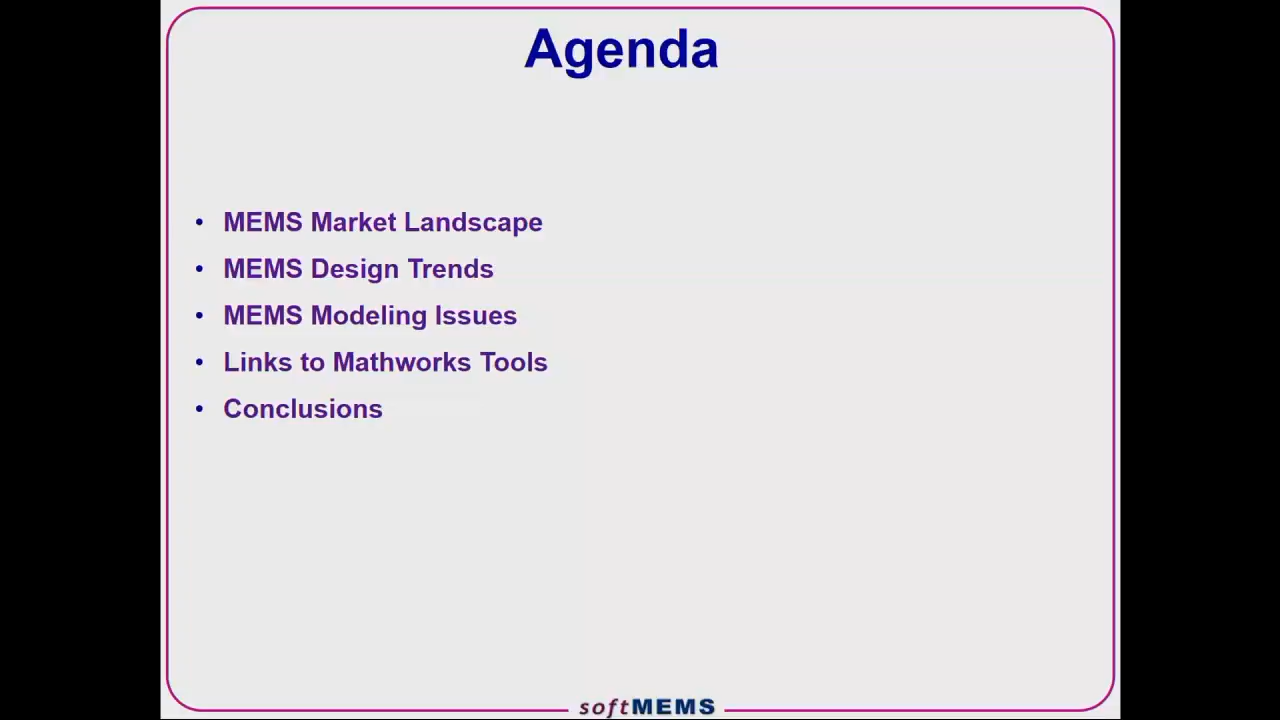 Agenda
• MEMS Market Landscape
• MEMS Design Trends
• MEMS Modeling Issues
• Links to Mathworks Tools
• Conclusions
softMEMS